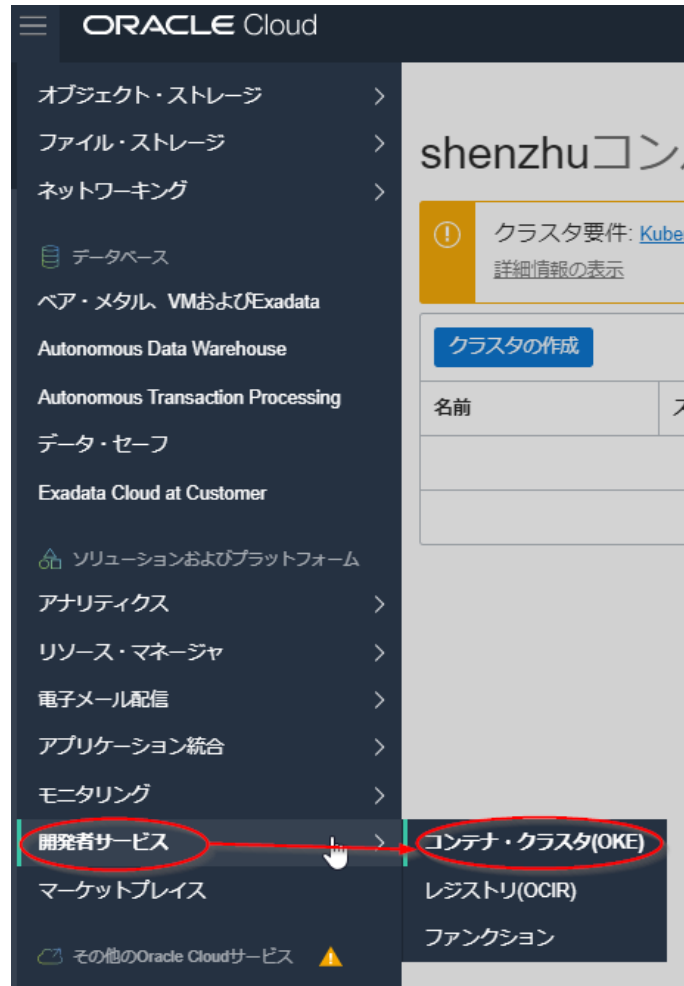 ORACLE Cloud
オブジェクト・ストレージ
ファイル・ストレージ
ネットワーキング
データベース
ベア・メタル、VMおよびExadata
Autonomous Data Warehouse
Autonomous Transaction Processing
データ・セーフ
Exadata Cloud at Customer
ソリューションおよびプラットフォーム
アナリティクス
リソース・マネージャ
電子メール配信
アプリケーション統合
モニタリング
開発者サービス
マーケットプレイス
その他のOracle Cloudサービス
コンテナ・クラスタ(OKE)
レジストリ(OCIR)
ファンクション
shenzhuコン
クラスタ要件: Kube
詳細情報の表示
クラスタの作成
名前